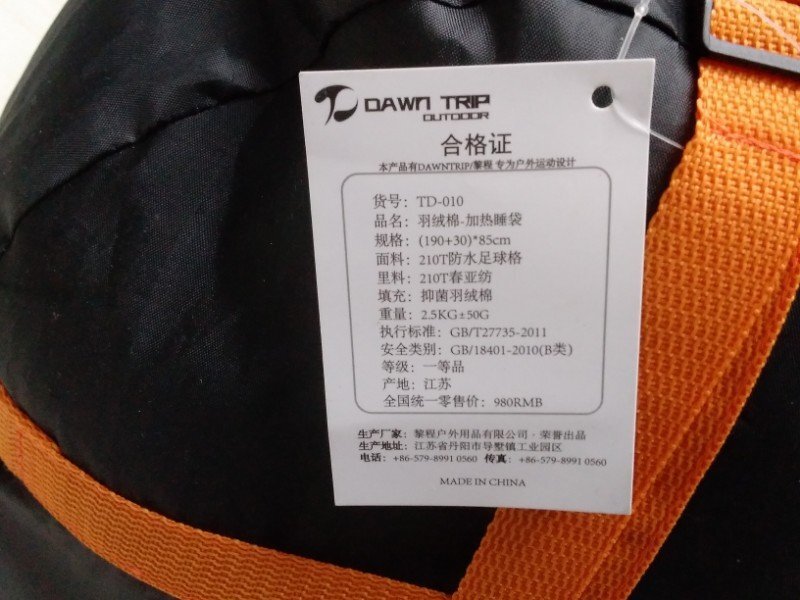 DAWN TRIP
OUTDOOR
合格证
本产品有DAWNTRIP/黎程 专为户外运动设计
货号：TD-010
品名：羽绒棉-加热睡袋
规格：(190+30)*85cm
面料：210T防水足球格
里料：210T春亚纺
填充：抑菌羽绒棉
重量：2.5KG±50G
执行标准：GB/T27735-2011
安全类别：GB/18401-2010(B类)
等级：一等品
产地：江苏
全国统一零售价：980RMB
生产厂家：黎程户外用品有限公司·荣誉出品
生产地址：江苏省丹阳市导墅镇工业园区
电话：+86-579-8991 0560 传真：+86-579-8991 0560
MADE IN CHINA